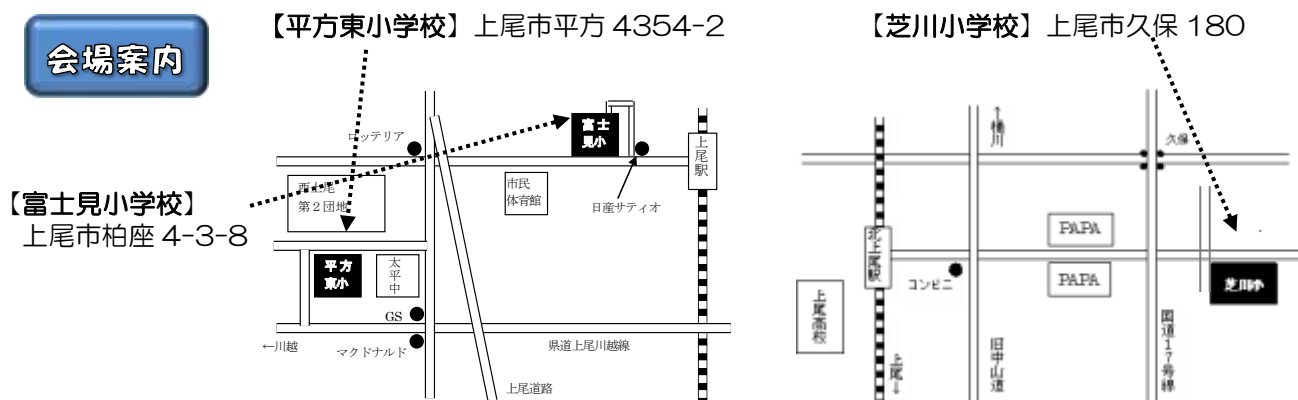 会場案内
【平方東小学校】上尾市平方 4354-2
【芝川小学校】上尾市久保 180
【富士見小学校】
上尾市柏座 4-3-8
ロッテリア
富士
見小
上尾駅
西上尾
第２団地
市民
体育館
日産サティオ
平方
東小
太平中
GS
←川越
マクドナルド
県道上尾川越線
上尾道路
↑桶川
久保
PAPA
PAPA
コンビニ
芝川小
上尾高校
上尾↓
旧中山道
国道17号線